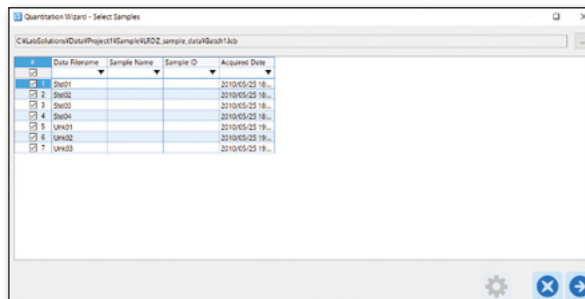 Quantitation Wizard - Select Samples
C:¥LabSolutions¥Data¥Project1¥Sample¥LRDZ_sample_data¥Batch1.lcb ...
# Data Filename Sample Name Sample ID Acquired Date
1 Std01 2010/05/25 18:...
2 Std02 2010/05/25 18:...
3 Std03 2010/05/25 18:...
4 Std04 2010/05/25 18:...
5 Unk01 2010/05/25 19:...
6 Unk02 2010/05/25 19:...
7 Unk03 2010/05/25 19:...